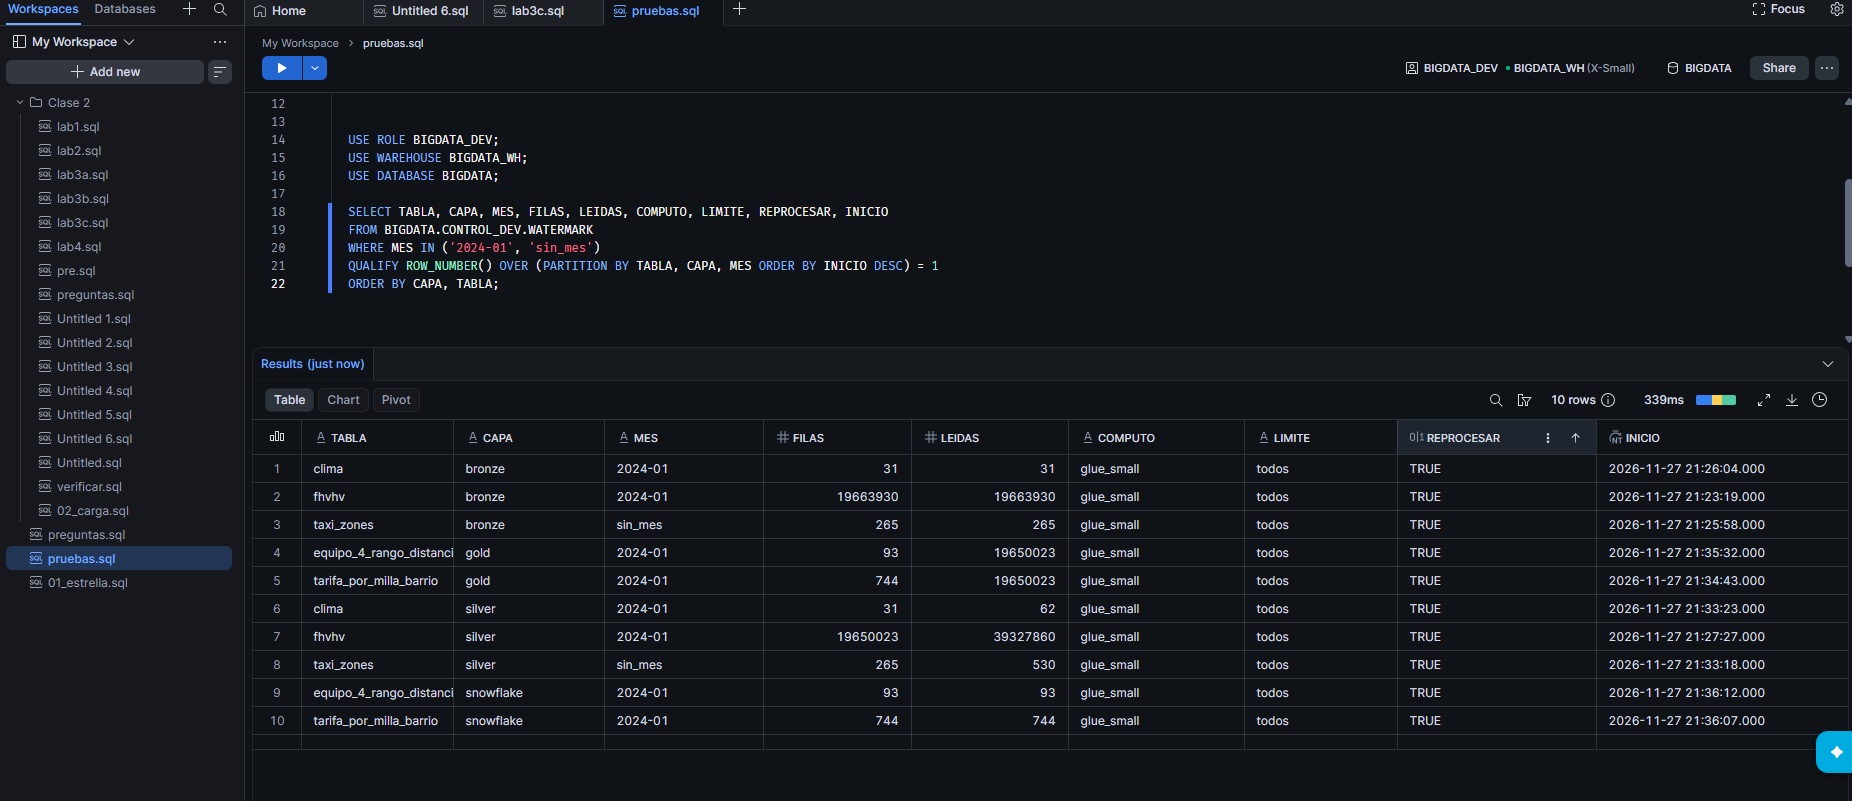 Workspaces Databases
Home Untitled 6.sql lab3c.sql pruebas.sql Focus
My Workspace
Add new
Clase 2
lab1.sql
lab2.sql
lab3a.sql
lab3b.sql
lab3c.sql
lab4.sql
pre.sql
preguntas.sql
Untitled 1.sql
Untitled 2.sql
Untitled 3.sql
Untitled 4.sql
Untitled 5.sql
Untitled 6.sql
Untitled.sql
verificar.sql
02_carga.sql
preguntas.sql
pruebas.sql
01_estrella.sql
My Workspace > pruebas.sql
BIGDATA_DEV BIGDATA_WH (X-Small) BIGDATA Share
12
13
14 USE ROLE BIGDATA_DEV;
15 USE WAREHOUSE BIGDATA_WH;
16 USE DATABASE BIGDATA;
17
18 SELECT TABLA, CAPA, MES, FILAS, LEIDAS, COMPUTO, LIMITE, REPROCESAR, INICIO
19 FROM BIGDATA.CONTROL_DEV.WATERMARK
20 WHERE MES IN ('2024-01', 'sin_mes')
21 QUALIFY ROW_NUMBER() OVER (PARTITION BY TABLA, CAPA, MES ORDER BY INICIO DESC) = 1
22 ORDER BY CAPA, TABLA;
Results (just now)
Table Chart Pivot 10 rows 339ms
TABLA CAPA MES FILAS LEIDAS COMPUTO LIMITE REPROCESAR INICIO
1 clima bronze 2024-01 31 31 glue_small todos TRUE 2026-11-27 21:26:04.000
2 fhvhv bronze 2024-01 19663930 19663930 glue_small todos TRUE 2026-11-27 21:23:19.000
3 taxi_zones bronze sin_mes 265 265 glue_small todos TRUE 2026-11-27 21:25:58.000
4 equipo_4_rango_distanci gold 2024-01 93 19650023 glue_small todos TRUE 2026-11-27 21:35:32.000
5 tarifa_por_milla_barrio gold 2024-01 744 19650023 glue_small todos TRUE 2026-11-27 21:34:43.000
6 clima silver 2024-01 31 62 glue_small todos TRUE 2026-11-27 21:33:23.000
7 fhvhv silver 2024-01 19650023 39327860 glue_small todos TRUE 2026-11-27 21:27:27.000
8 taxi_zones silver sin_mes 265 530 glue_small todos TRUE 2026-11-27 21:33:18.000
9 equipo_4_rango_distanci snowflake 2024-01 93 93 glue_small todos TRUE 2026-11-27 21:36:12.000
10 tarifa_por_milla_barrio snowflake 2024-01 744 744 glue_small todos TRUE 2026-11-27 21:36:07.000